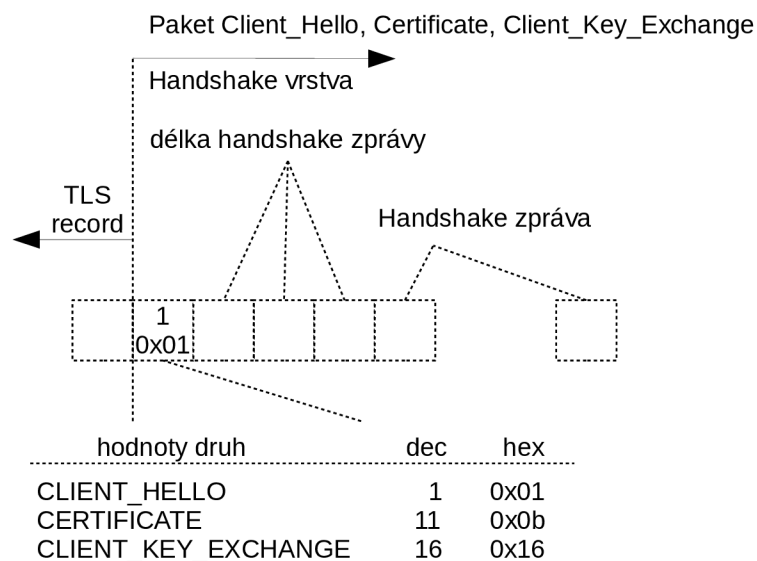 Paket Client_Hello, Certificate, Client_Key_Exchange
Handshake vrstva
délka handshake zprávy
TLS
record
Handshake zpráva
1
0x01
hodnoty druh dec hex
CLIENT_HELLO 1 0x01
CERTIFICATE 11 0x0b
CLIENT_KEY_EXCHANGE 16 0x16